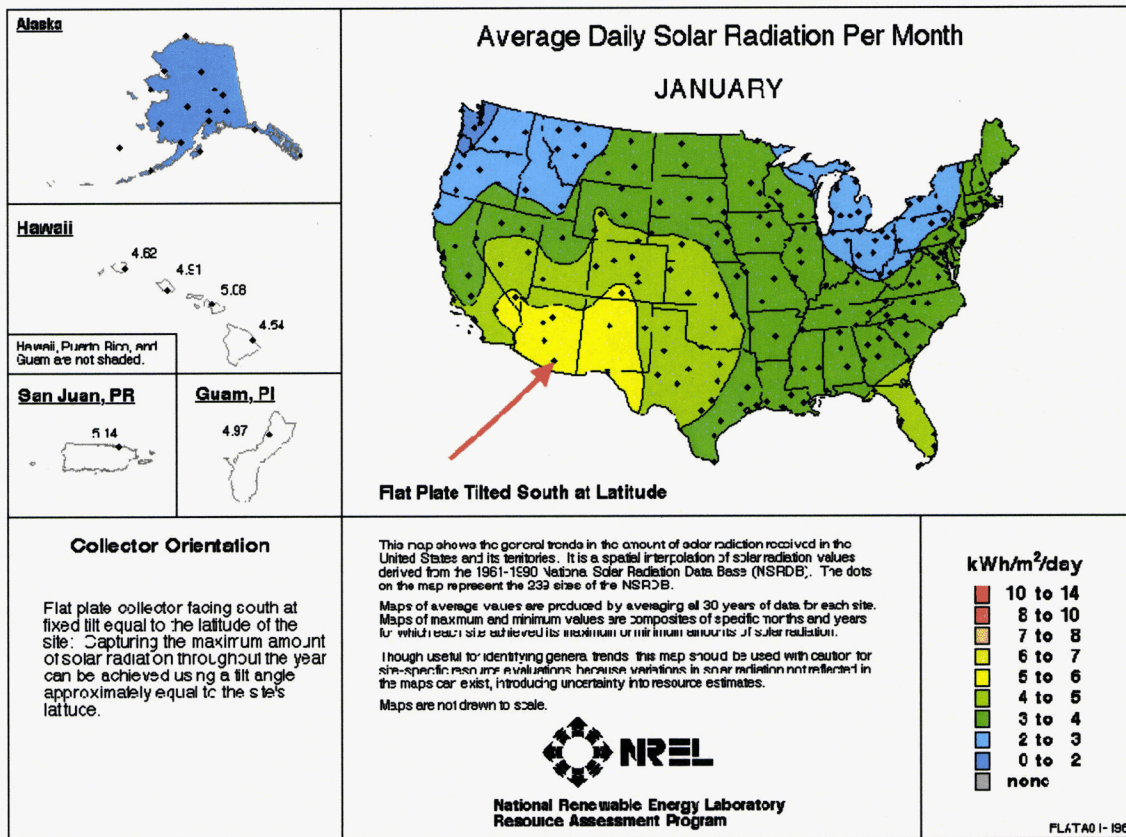 Alaska
Average Daily Solar Radiation Per Month
JANUARY
Hawaii
4.62
4.91
5.08
4.54
Hawaii, Puerto Rico, and
Guam are not shaded.
San Juan, PR
5.14
Guam, PI
4.97
Flat Plate Tilted South at Latitude
Collector Orientation
Flat plate collector facing south at
fixed tilt equal to the latitude of the
site: Capturing the maximum amount
of solar radiation throughout the year
can be achieved using a tilt angle
approximately equal to the site's
lattuce.
This map shows the general trends in the amount of solar radiation received in the
United States and its territories. It is a spatial interpolation of solar radiation values
derived from the 1961-1990 National Solar Radiation Data Base (NSRDB). The dots
on the map represent the 239 sites of the NSRDB.
Maps of average values are produced by averaging all 30 years of data for each site.
Maps of maximum and minimum values are composites of specific months and years
for which each site achieved its maximum or minimum amounts of solar radiation.
Though useful for identifying general trends this map should be used with caution for
site-specific resource evaluations because variations in solar radiation not reflected in
the maps can exist, introducing uncertainty into resource estimates.
Maps are not drawn to scale.
NREL
National Renewable Energy Laboratory
Resource Assessment Program
kWh/m²/day
10 to 14
8 to 10
7 to 8
6 to 7
5 to 6
4 to 5
3 to 4
2 to 3
0 to 2
none